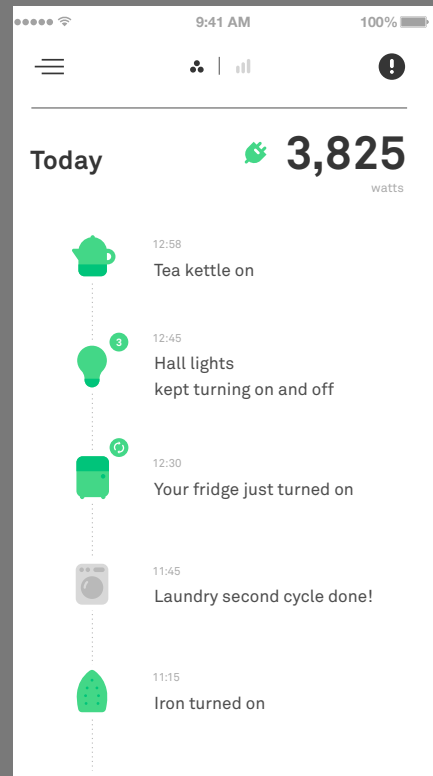 9:41 AM
100%
Today
3,825
watts
12:58
Tea kettle on
12:45
3
Hall lights
kept turning on and off
12:30
Your fridge just turned on
11:45
Laundry second cycle done!
11:15
Iron turned on